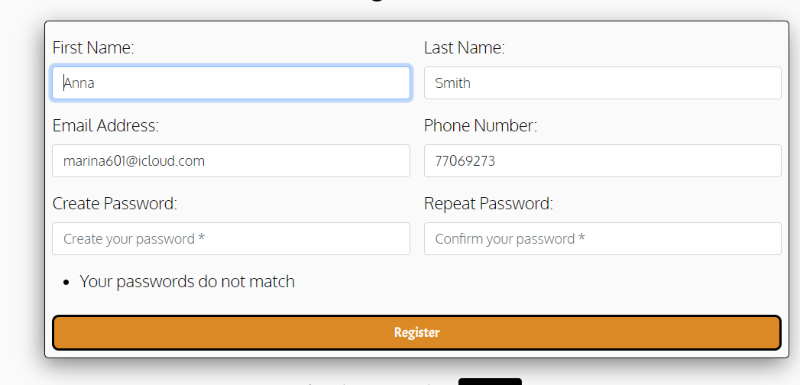 First Name:
Last Name:
Anna
Smith
Email Address:
Phone Number:
marina601@icloud.com
77069273
Create Password:
Repeat Password:
Create your password *
Confirm your password *
Your passwords do not match
Register